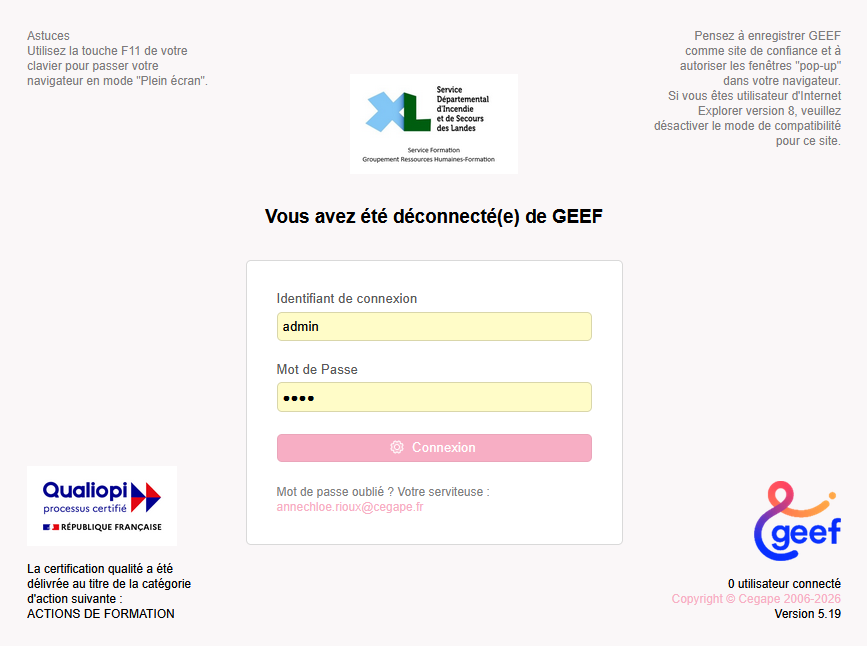 Astuces
Utilisez la touche F11 de votre
clavier pour passer votre
navigateur en mode "Plein écran".
Pensez à enregistrer GEEF
comme site de confiance et à
autoriser les fenêtres "pop-up"
dans votre navigateur.
Si vous êtes utilisateur d'Internet
Explorer version 8, veuillez
désactiver le mode de compatibilité
pour ce site.
XL
Service
Départemental
d'Incendie
et de Secours
des Landes
Service Formation
Groupement Ressources Humaines-Formation
Vous avez été déconnecté(e) de GEEF
Identifiant de connexion
admin
Mot de Passe
••••
Connexion
Mot de passe oublié ? Votre serviteuse :
annechloe.rioux@cegape.fr
Qualiopi
processus certifié
RÉPUBLIQUE FRANÇAISE
La certification qualité a été
délivrée au titre de la catégorie
d'action suivante :
ACTIONS DE FORMATION
geef
0 utilisateur connecté
Copyright © Cegape 2006-2026
Version 5.19